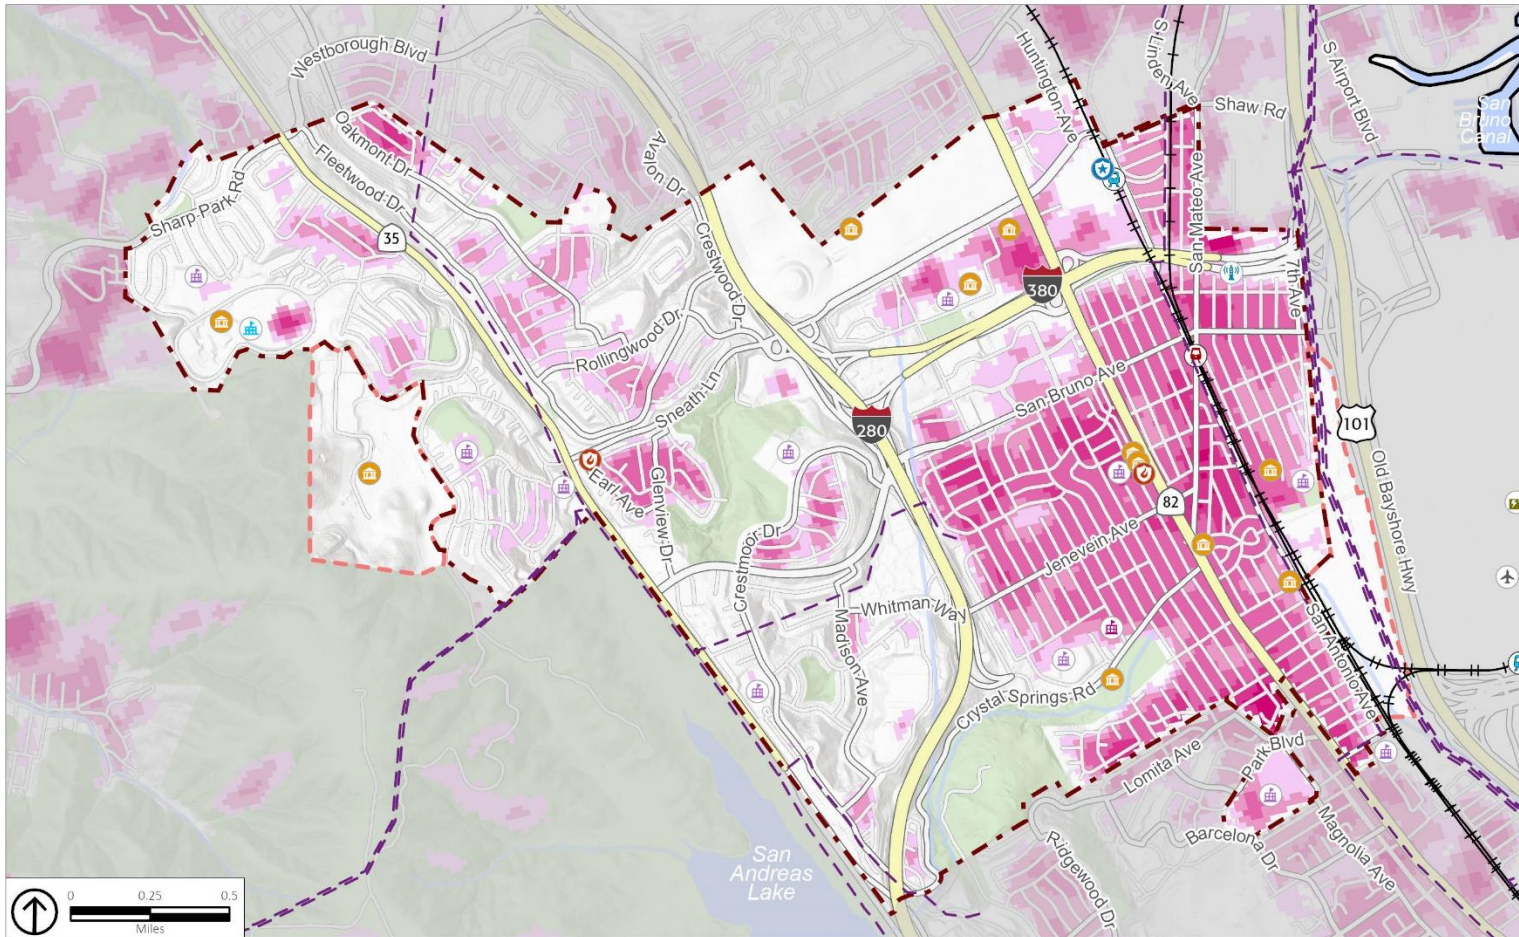 Westborough Blvd
Huntington Ave
S Linden Ave
Shaw Rd
S Airport Blvd
San
Bruno
Canal
Oakmont Dr
Fleetwood Dr
Avalon Dr
Sharp Park Rd
35
Crestwood Dr
San Mateo Ave
7th Ave
380
Rollingwood Dr
Sneath Ln
San Bruno Ave
280
101
Earl Ave
Glenview Dr
Old Bayshore Hwy
82
Crestmoor Dr
Jenevein Ave
Whitman Way
Madison Ave
San Antonio Ave
Crystal Springs Rd
Lomita Ave
Park Blvd
San
Andreas
Lake
Ridgewood Dr
Barcelona Dr
Magnolia Ave
0 0.25 0.5
Miles